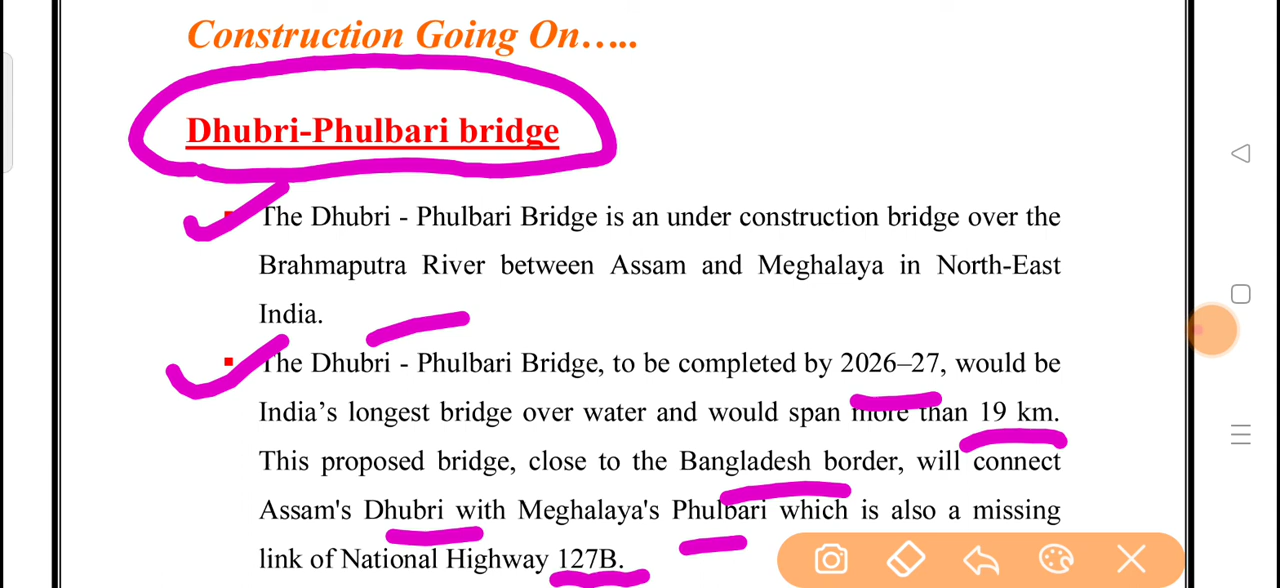 Construction Going On…..
Dhubri-Phulbari bridge
The Dhubri - Phulbari Bridge is an under construction bridge over the
Brahmaputra River between Assam and Meghalaya in North-East
India.
The Dhubri - Phulbari Bridge, to be completed by 2026–27, would be
India’s longest bridge over water and would span more than 19 km.
This proposed bridge, close to the Bangladesh border, will connect
Assam's Dhubri with Meghalaya's Phulbari which is also a missing
link of National Highway 127B.